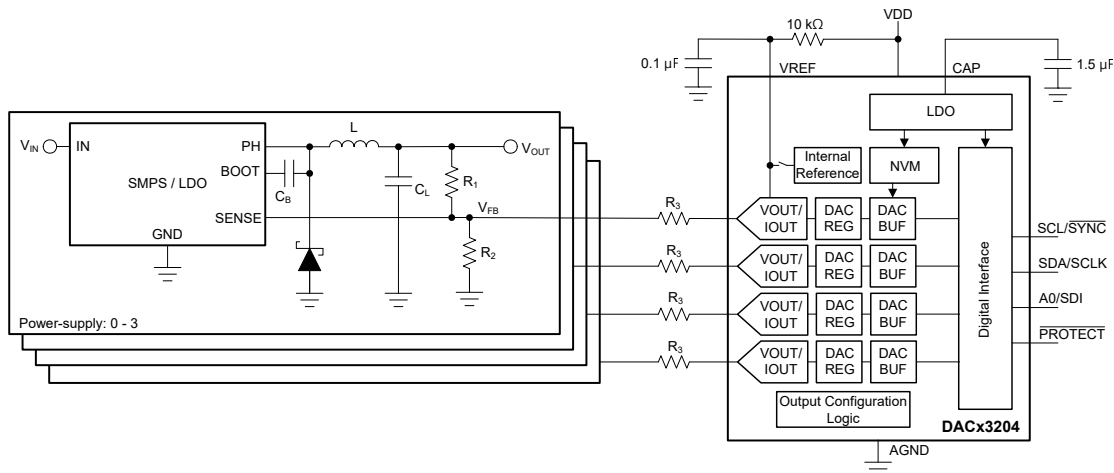 VDD
10 kΩ
0.1 µF
VREF
CAP
1.5 µF
LDO
L
VIN
IN
PH
VOUT
BOOT
SMPS / LDO
CB
CL
R1
SENSE
VFB
GND
R2
Power-supply: 0 - 3
Internal
Reference
NVM
R3
VOUT/
IOUT
DAC
REG
DAC
BUF
R3
VOUT/
IOUT
DAC
REG
DAC
BUF
R3
VOUT/
IOUT
DAC
REG
DAC
BUF
R3
VOUT/
IOUT
DAC
REG
DAC
BUF
Digital Interface
SCL/SYNC
SDA/SCLK
A0/SDI
PROTECT
Output Configuration
Logic
DACx3204
AGND